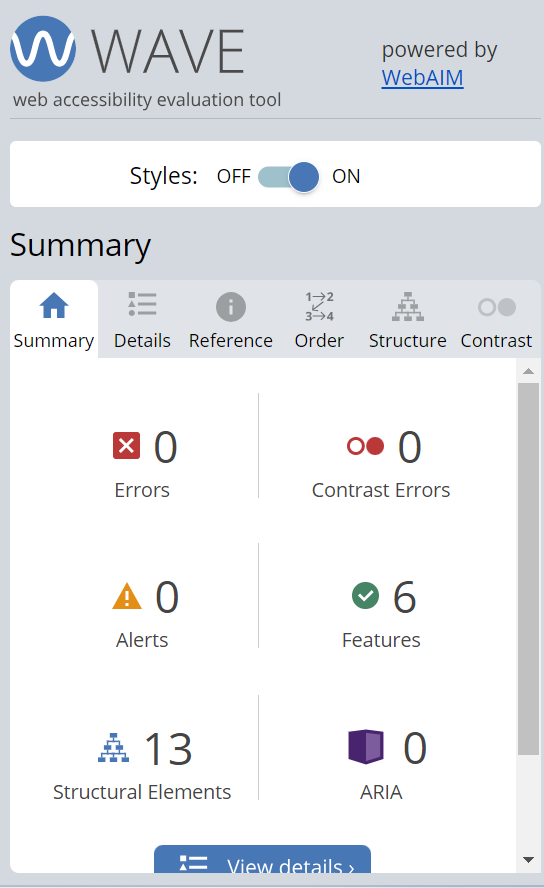 WAVE
powered by
WebAIM
web accessibility evaluation tool
Styles: OFF ON
Summary
1→2
3→4
Summary Details Reference Order Structure Contrast
0 0
Errors Contrast Errors
0 6
Alerts Features
13 0
Structural Elements ARIA
View details ›